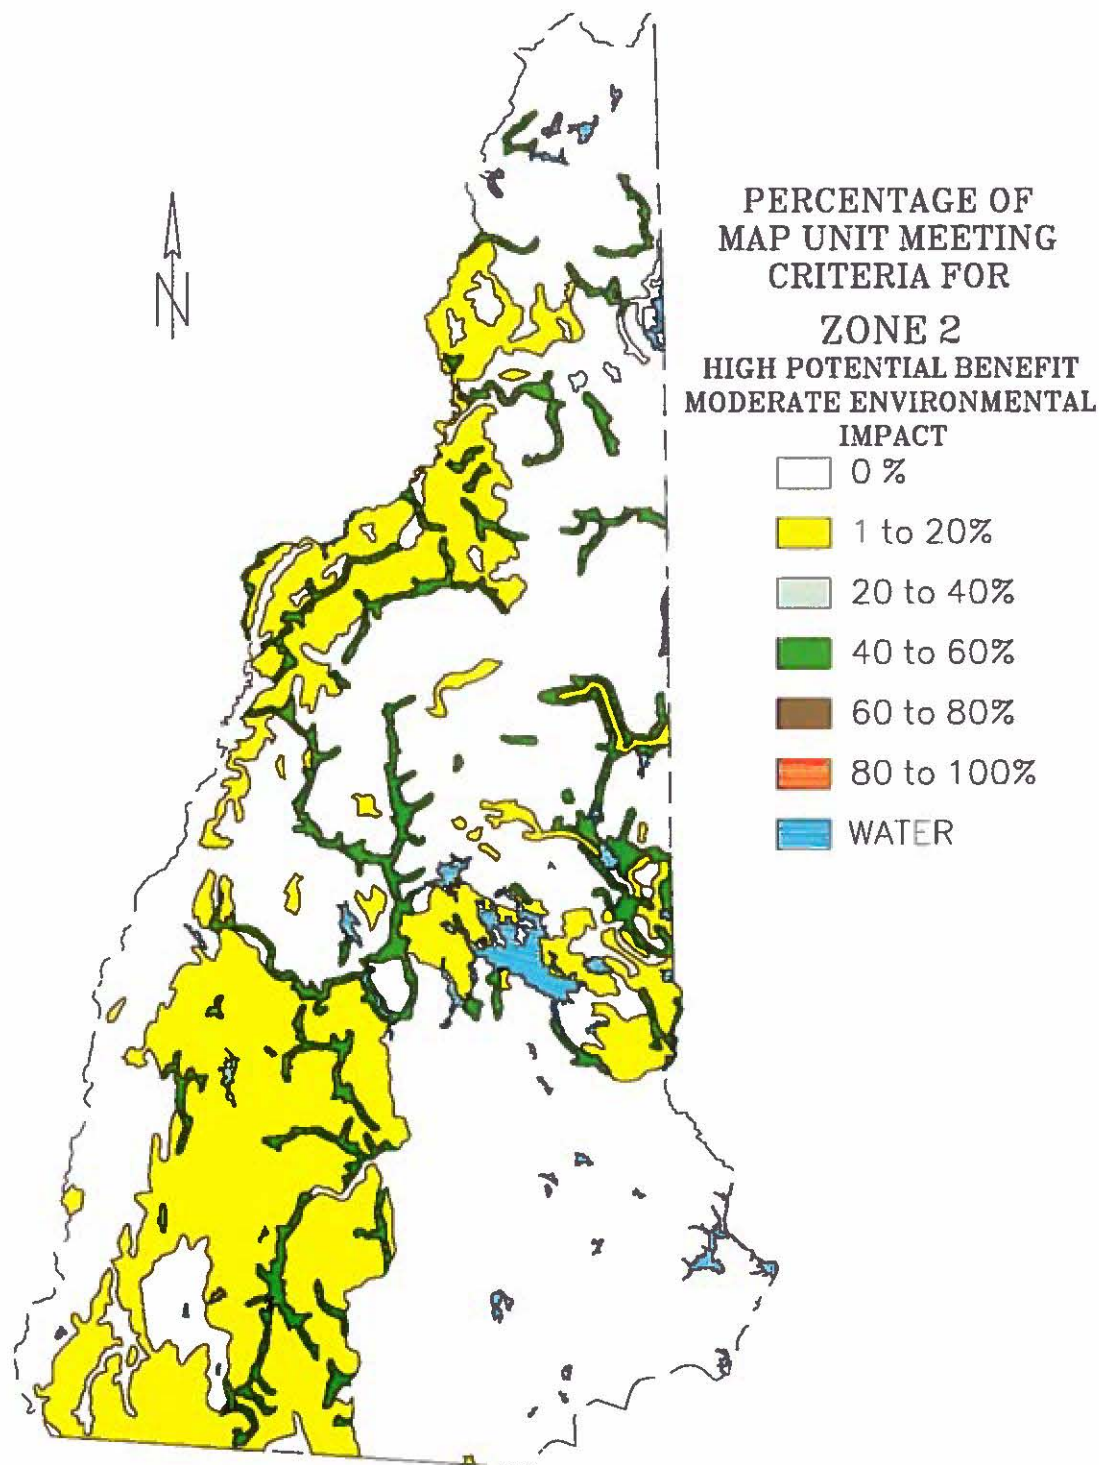 N
PERCENTAGE OF
MAP UNIT MEETING
CRITERIA FOR
ZONE 2
HIGH POTENTIAL BENEFIT
MODERATE ENVIRONMENTAL
IMPACT
0 %
1 to 20%
20 to 40%
40 to 60%
60 to 80%
80 to 100%
WATER